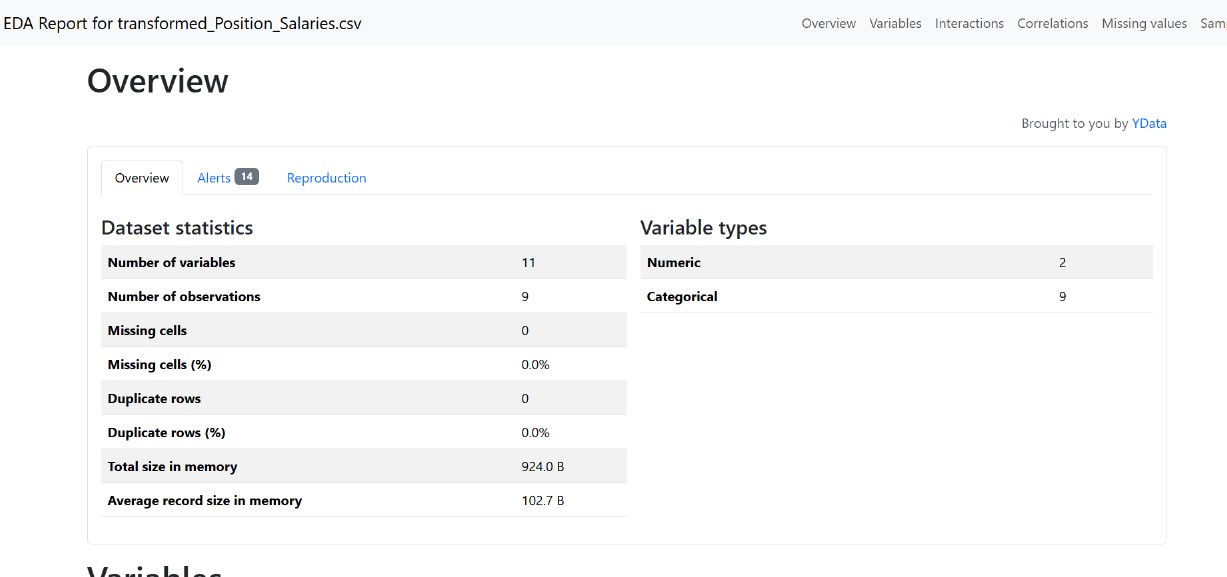 EDA Report for transformed_Position_Salaries.csv
Overview Variables Interactions Correlations Missing values Sam
Overview
Brought to you by YData
Overview Alerts 14 Reproduction
Dataset statistics
Number of variables 11
Number of observations 9
Missing cells 0
Missing cells (%) 0.0%
Duplicate rows 0
Duplicate rows (%) 0.0%
Total size in memory 924.0 B
Average record size in memory 102.7 B
Variable types
Numeric 2
Categorical 9
Variables